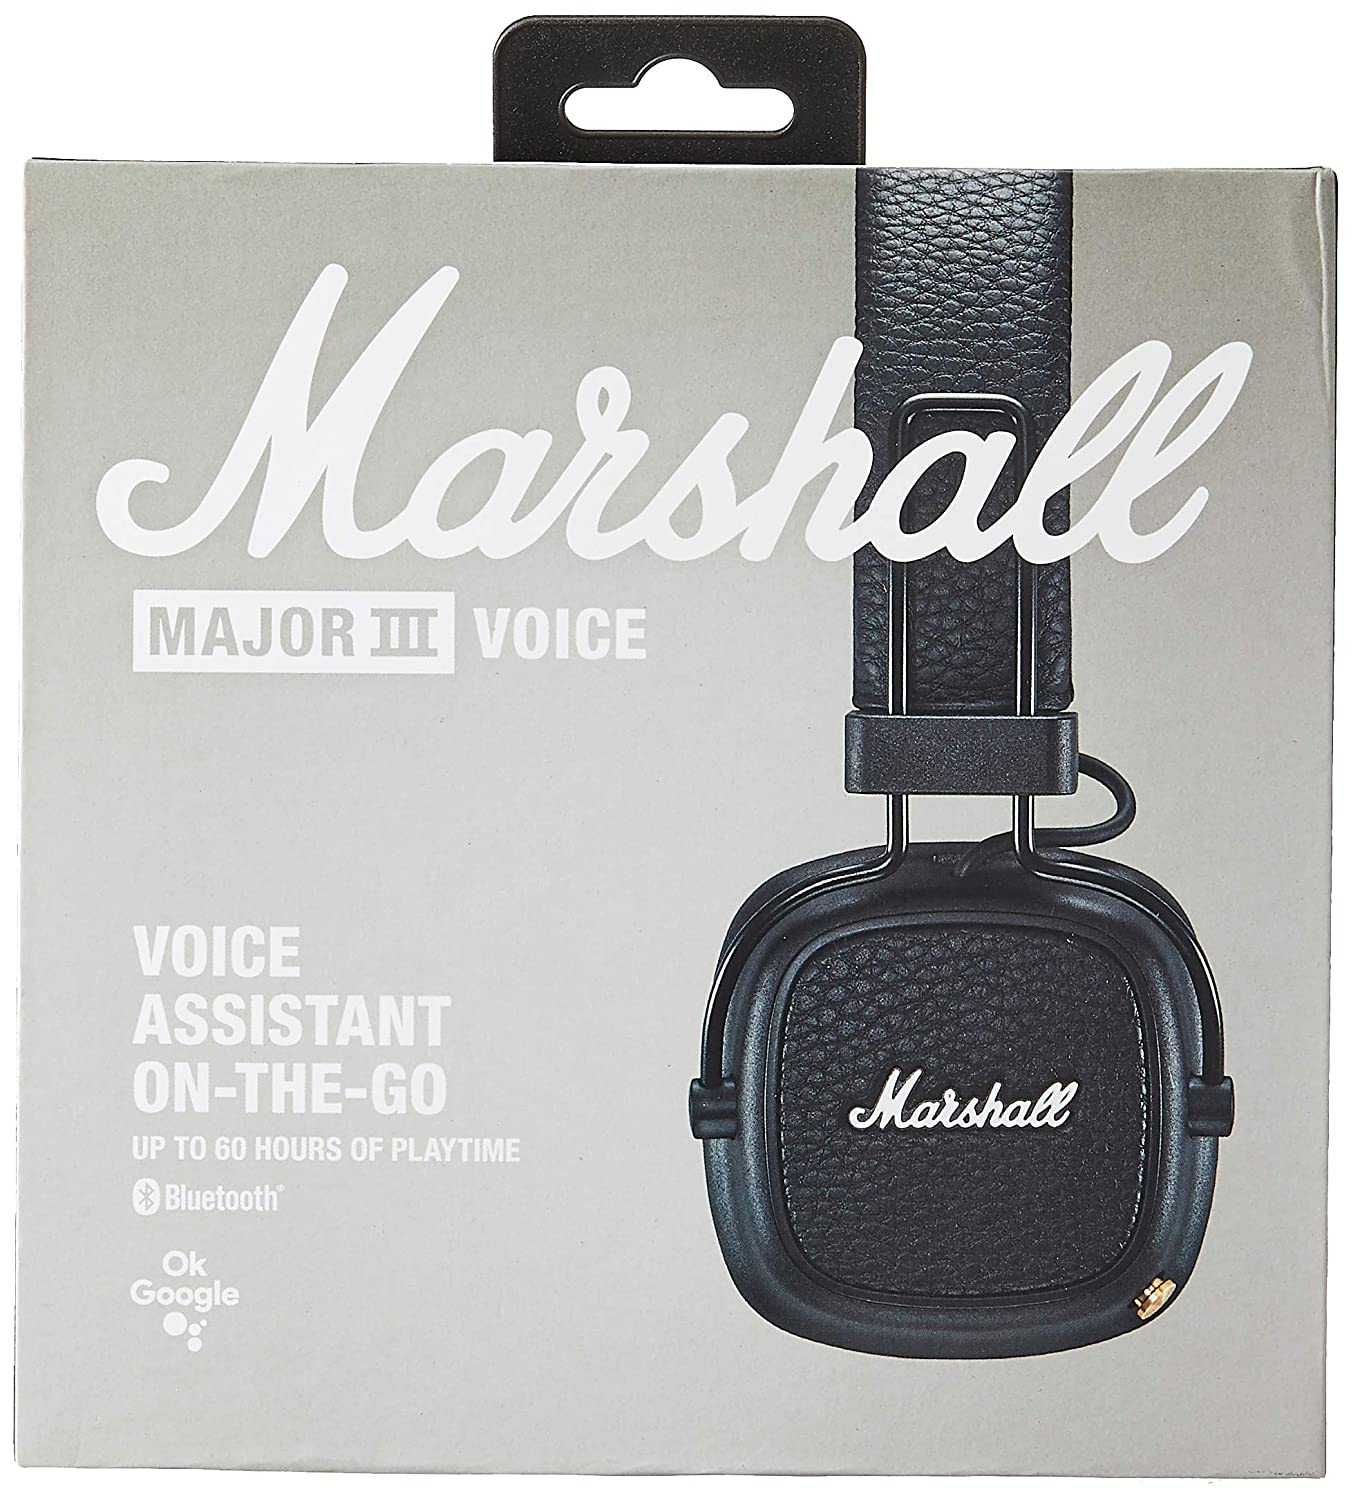 Marshall
MAJOR III VOICE
VOICE
ASSISTANT
ON-THE-GO
UP TO 60 HOURS OF PLAYTIME
Bluetooth®
Ok
Google
Marshall